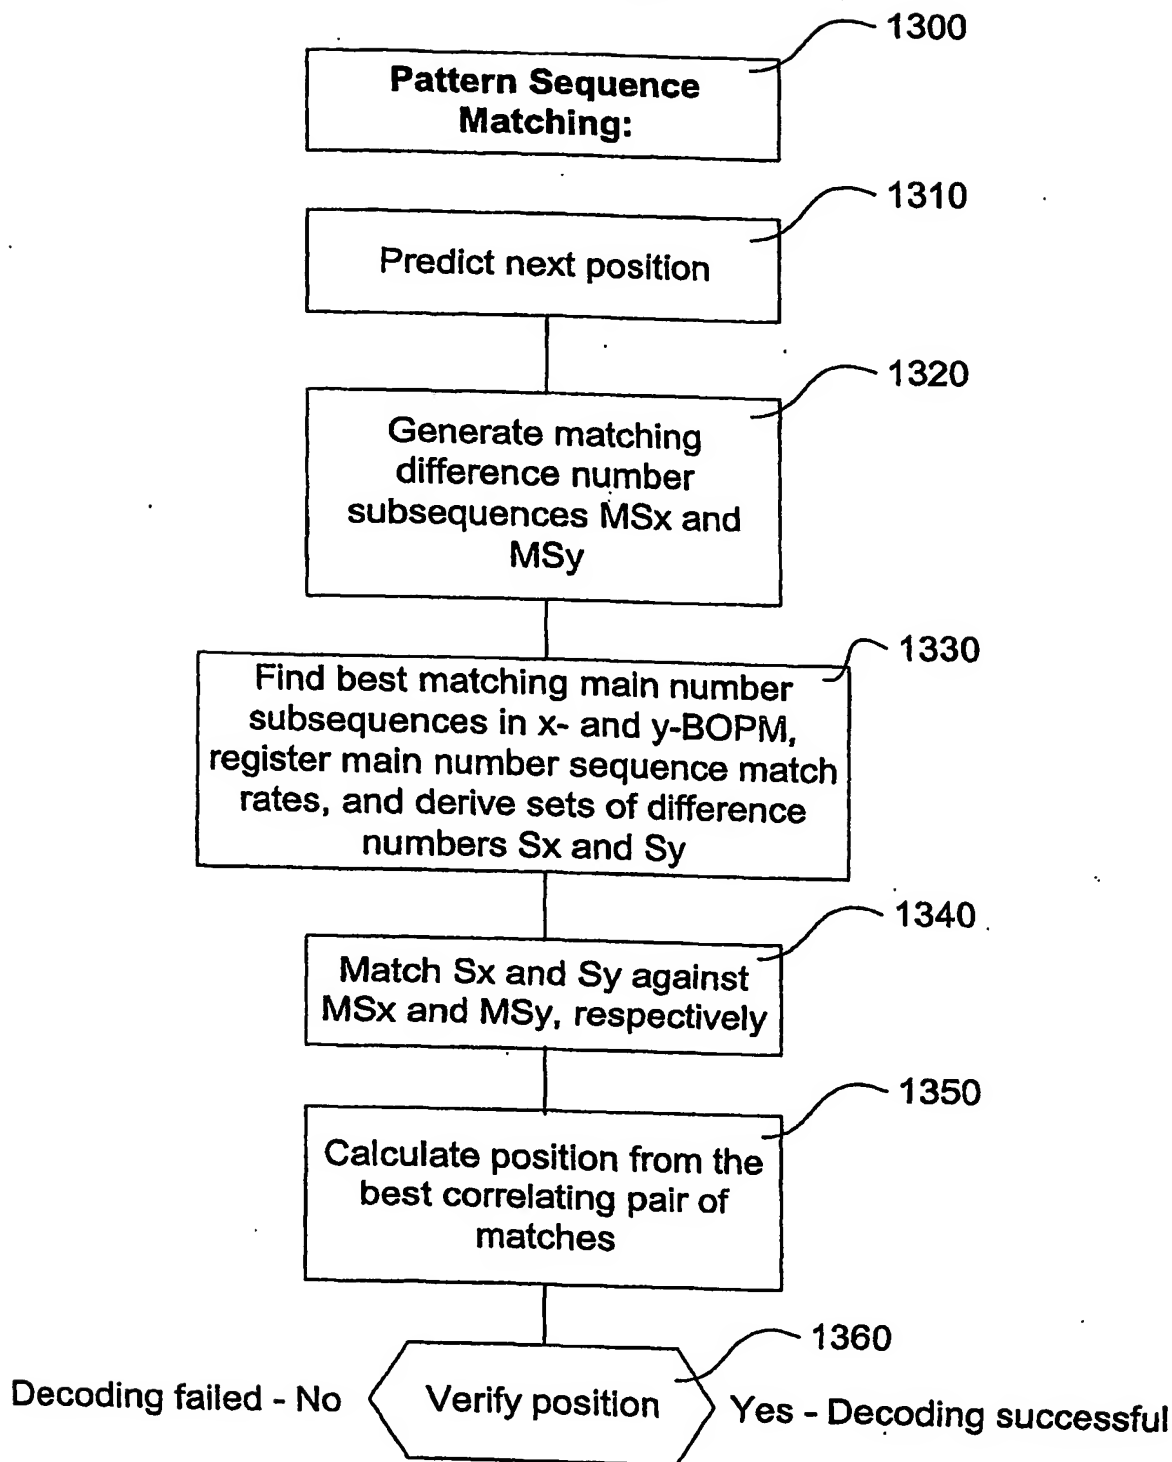 1300
Pattern Sequence
Matching:
1310
Predict next position
1320
Generate matching
difference number
subsequences MSx and
MSy
1330
Find best matching main number
subsequences in x- and y-BOPM,
register main number sequence match
rates, and derive sets of difference
numbers Sx and Sy
1340
Match Sx and Sy against
MSx and MSy, respectively
1350
Calculate position from the
best correlating pair of
matches
1360
Decoding failed - No
Verify position
Yes - Decoding successful